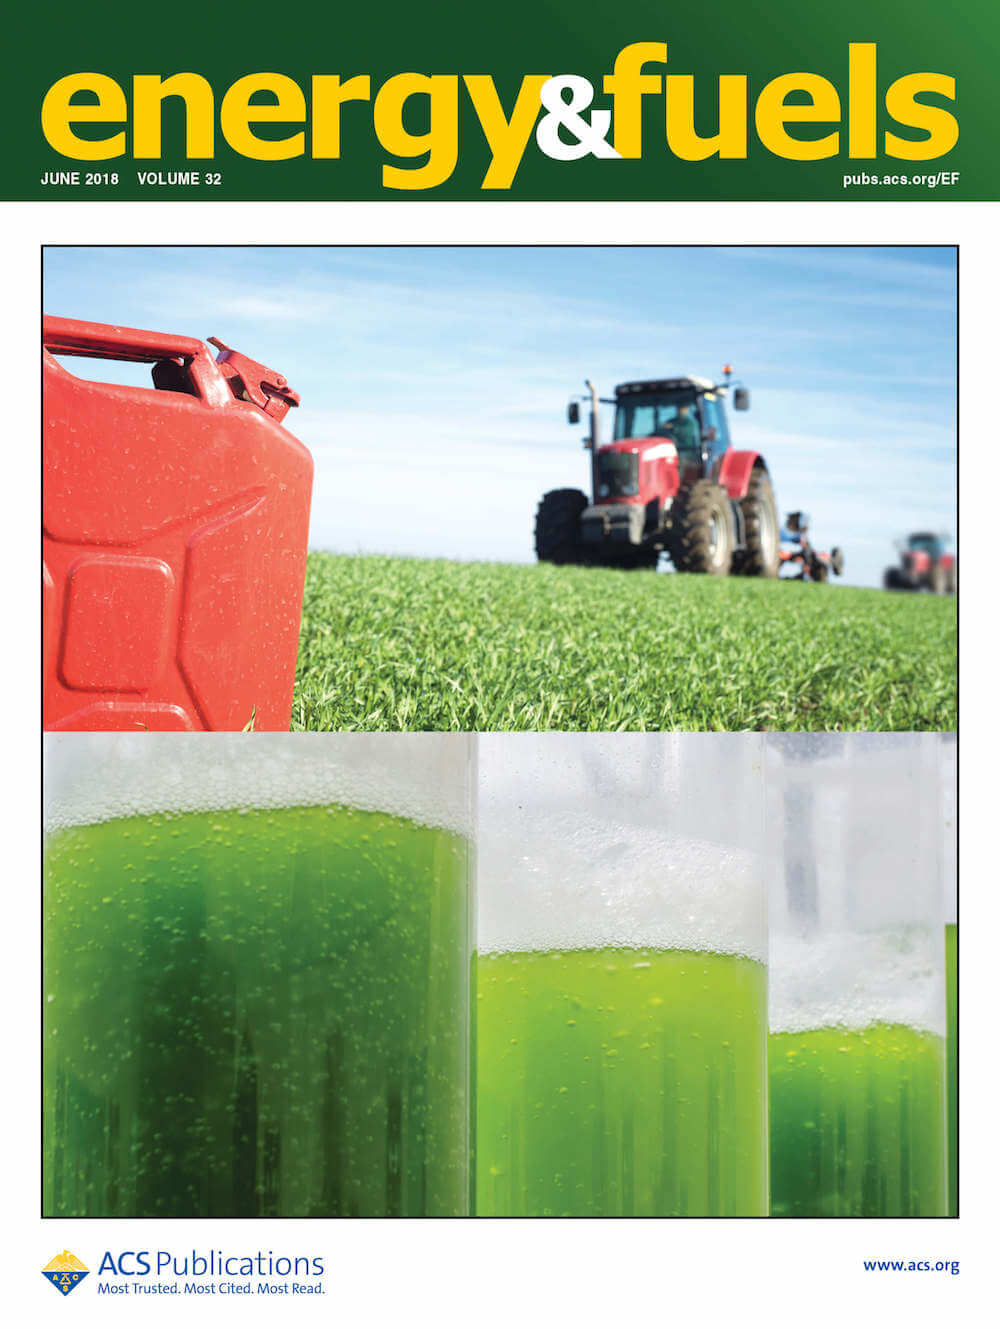 energy&fuels
JUNE 2018 VOLUME 32 pubs.acs.org/EF
ACS Publications
Most Trusted. Most Cited. Most Read.
www.acs.org
A C S